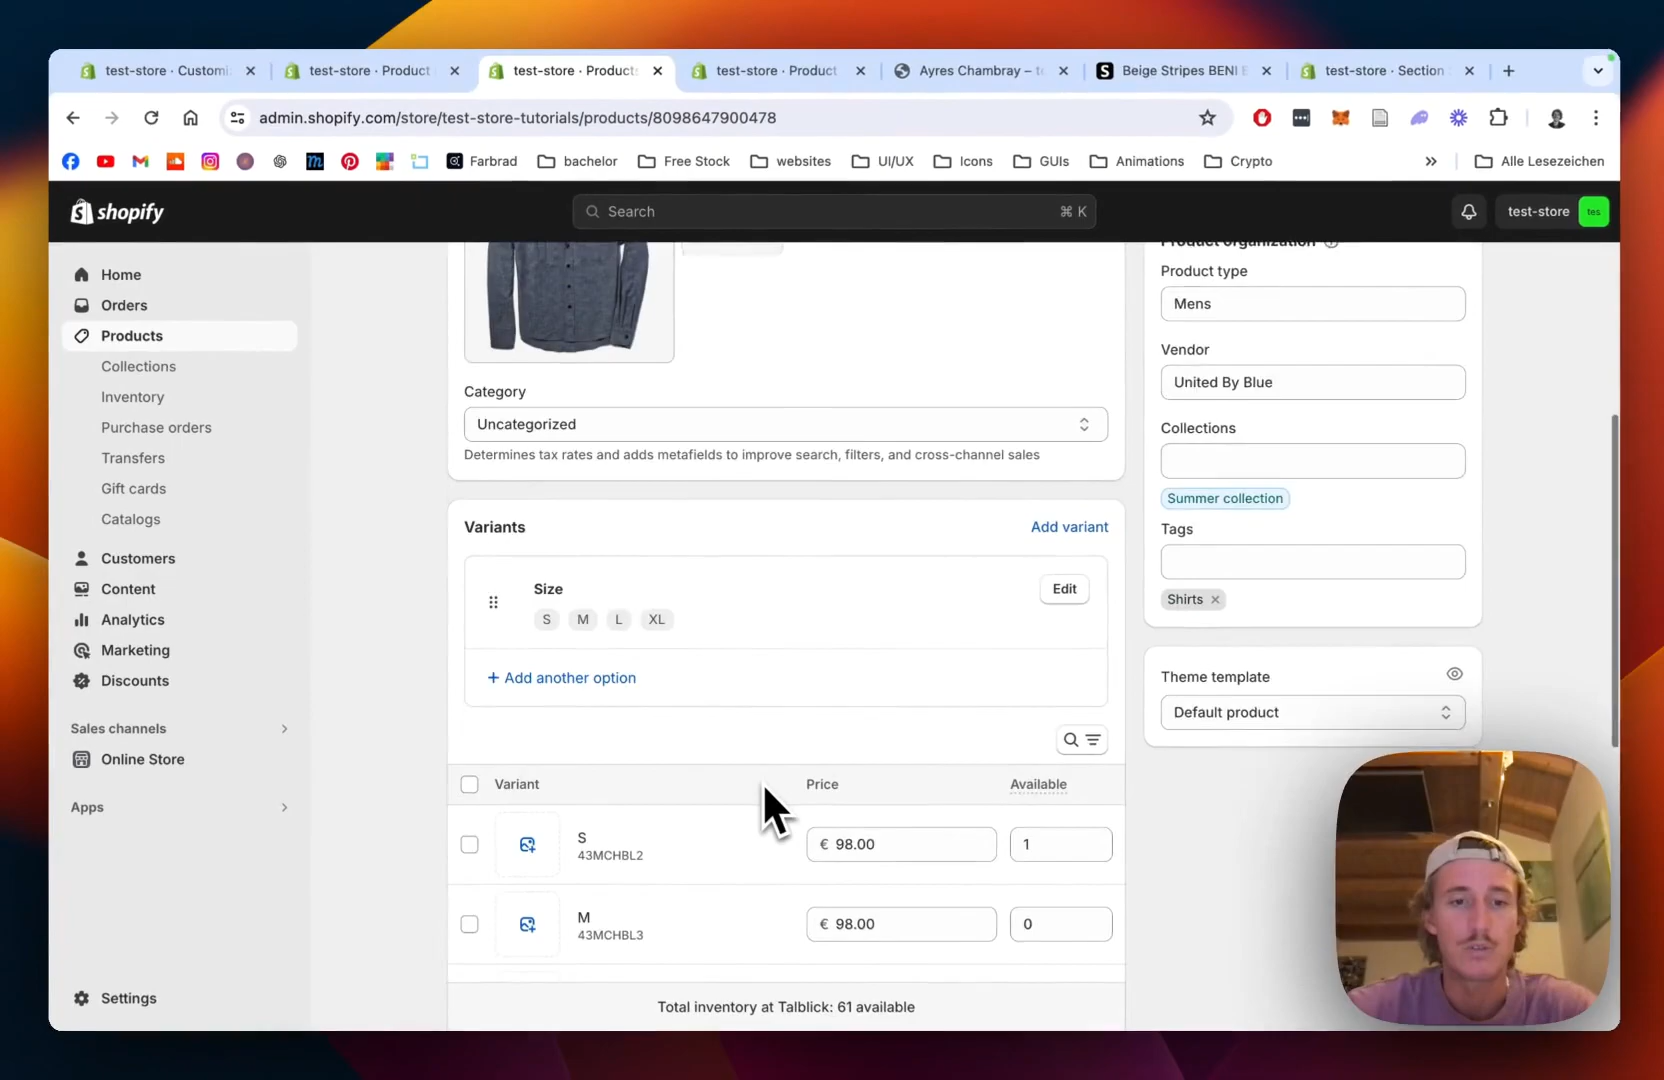 test-store · Customi
test-store · Product
test-store · Products
test-store · Product
Ayres Chambray – te
Beige Stripes BENI B
test-store · Section
admin.shopify.com/store/test-store-tutorials/products/8098647900478
Farbrad
bachelor
Free Stock
websites
UI/UX
Icons
GUIs
Animations
Crypto
»
Alle Lesezeichen
shopify
Search
⌘ K
test-store
tes
Home
Orders
Products
Collections
Inventory
Purchase orders
Transfers
Gift cards
Catalogs
Customers
Content
Analytics
Marketing
Discounts
Sales channels
Online Store
Apps
Settings
Category
Uncategorized
Determines tax rates and adds metafields to improve search, filters, and cross-channel sales
Variants
Add variant
Size
Edit
S M L XL
+ Add another option
Variant Price Available
S
43MCHBL2
€ 98.00
1
M
43MCHBL3
€ 98.00
0
Total inventory at Talblick: 61 available
Product organization
Product type
Mens
Vendor
United By Blue
Collections
Summer collection
Tags
Shirts
Theme template
Default product